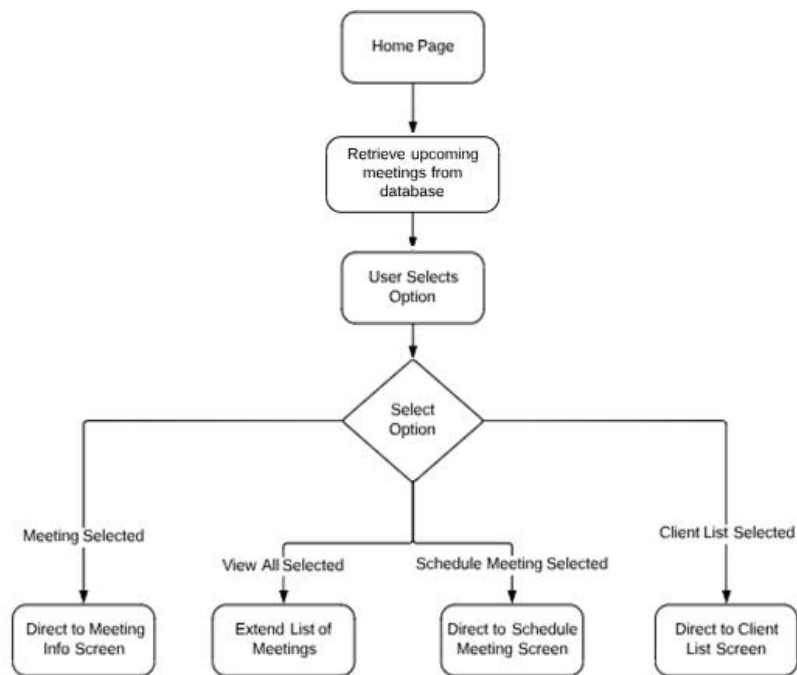 Home Page
Retrieve upcoming
meetings from
database
User Selects
Option
Select
Option
Meeting Selected
Client List Selected
View All Selected
Schedule Meeting Selected
Direct to Meeting
Info Screen
Extend List of
Meetings
Direct to Schedule
Meeting Screen
Direct to Client
List Screen